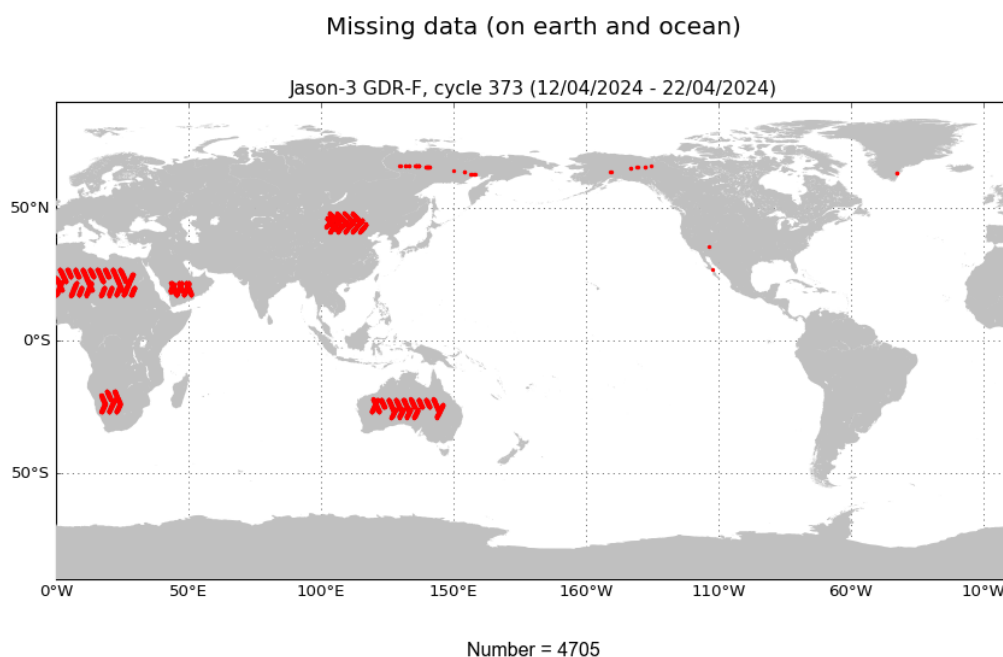 Missing data (on earth and ocean)
Jason-3 GDR-F, cycle 373 (12/04/2024 - 22/04/2024)
50°N
0°S
50°S
0°W 50°E 100°E 150°E 160°W 110°W 60°W 10°W
Number = 4705